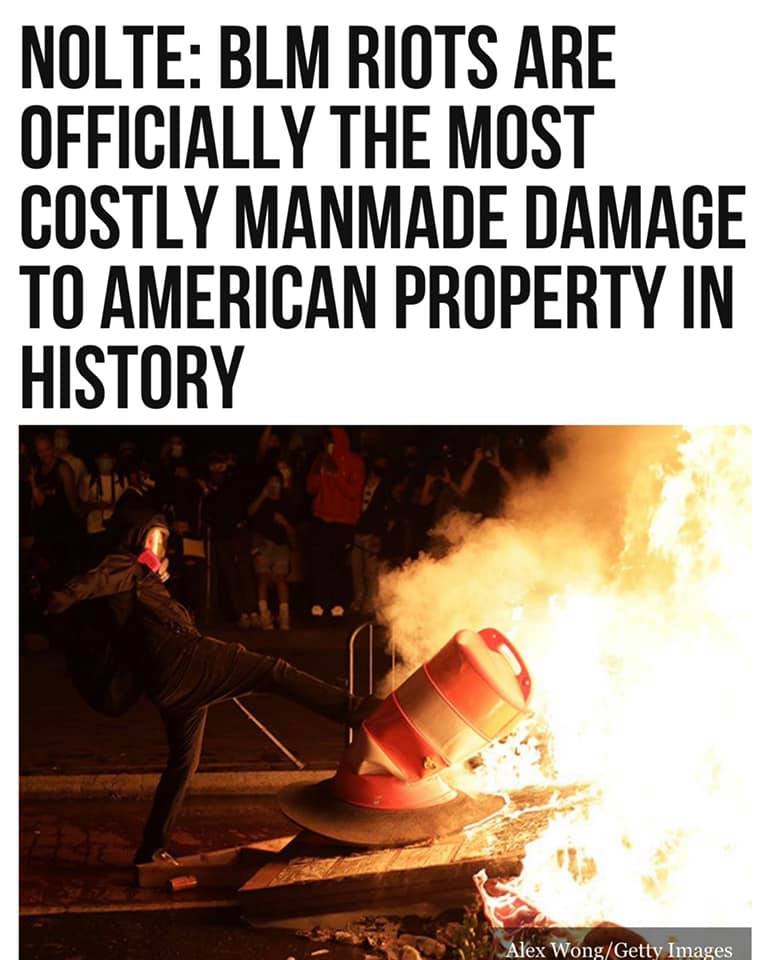 NOLTE: BLM RIOTS ARE
OFFICIALLY THE MOST
COSTLY MANMADE DAMAGE
TO AMERICAN PROPERTY IN
HISTORY
Alex Wong/Getty Images